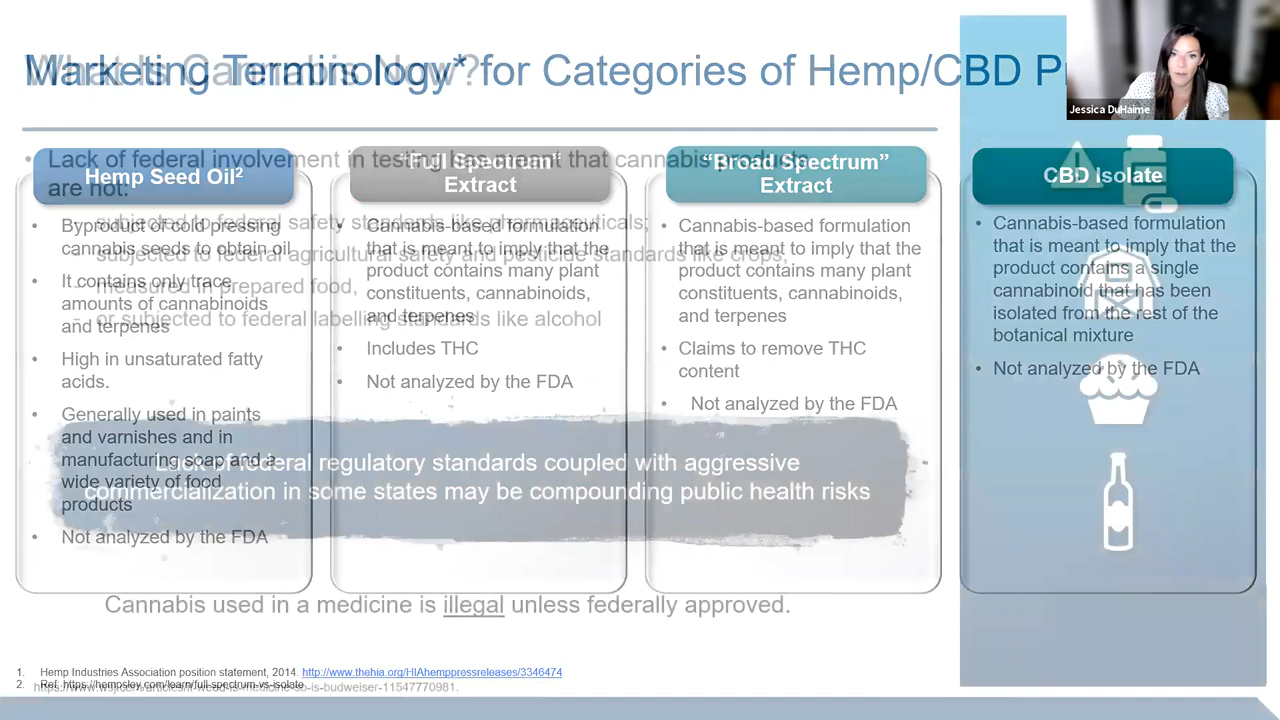 What Is Cannabis Now?
Marketing Terminology* for Categories of Hemp/CBD
Jessica DuHaime
Lack of federal involvement in testing has meant that cannabis products
are not:
- subjected to federal safety standards like pharmaceuticals;
- subjected to federal agricultural safety and pesticide standards like crops,
- measured in prepared food,
- or subjected to federal labelling standards like alcohol
Lack of federal regulatory standards coupled with aggressive
commercialization in some states may be compounding public health risks
Cannabis used in a medicine is illegal unless federally approved.
Hemp Seed Oil²
• Byproduct of cold pressing
cannabis seeds to obtain oil
• It contains only trace
amounts of cannabinoids
and terpenes
• High in unsaturated fatty
acids.
• Generally used in paints
and varnishes and in
manufacturing soap and a
wide variety of food
products
• Not analyzed by the FDA
"Full Spectrum"
Extract
• Cannabis-based formulation
that is meant to imply that the
product contains many plant
constituents, cannabinoids,
and terpenes
• Includes THC
• Not analyzed by the FDA
“Broad Spectrum”
Extract
• Cannabis-based formulation
that is meant to imply that the
product contains many plant
constituents, cannabinoids,
and terpenes
• Claims to remove THC
content
• Not analyzed by the FDA
CBD Isolate
• Cannabis-based formulation
that is meant to imply that the
product contains a single
cannabinoid that has been
isolated from the rest of the
botanical mixture
• Not analyzed by the FDA
1. Hemp Industries Association position statement, 2014. http://www.thehia.org/HIAhemppressreleases/3346474
2. Ref. https://hempsley.com/learn/full-spectrum-vs-isolate